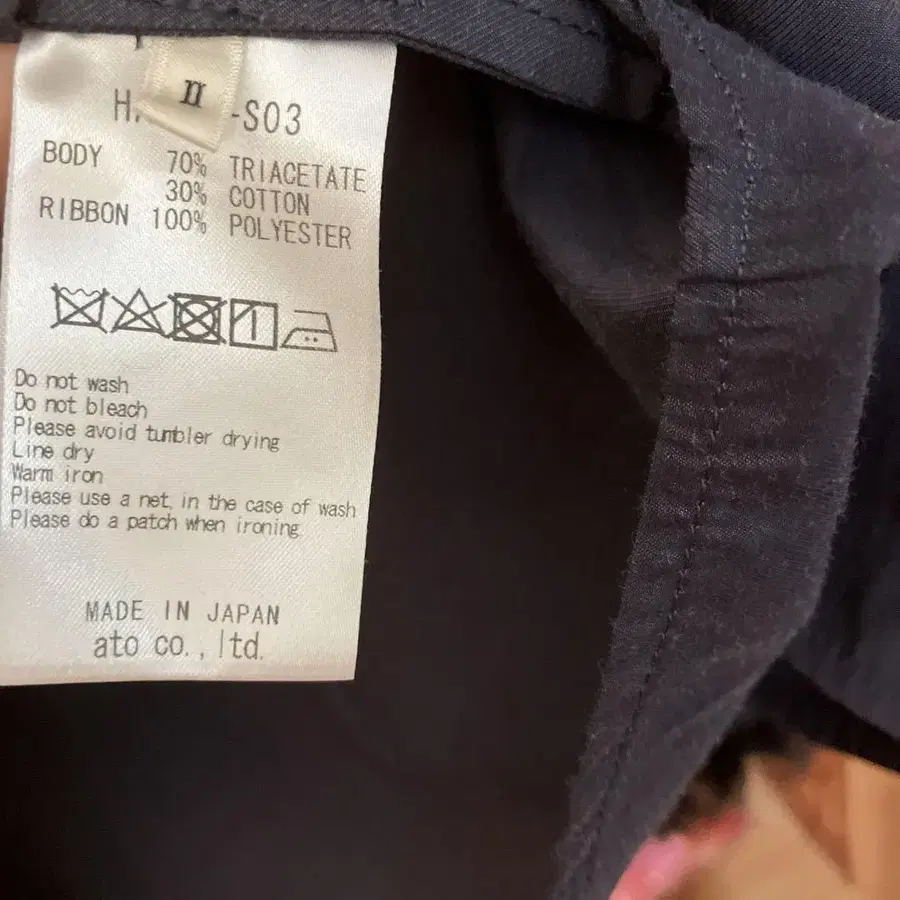 II
-S03
BODY 70% TRIACETATE
30% COTTON
RIBBON 100% POLYESTER
Do not wash
Do not bleach
Please avoid tumbler drying
Line dry
Warm iron
Please use a net, in the case of wash
Please do a patch when ironing
MADE IN JAPAN
ato co., ltd.